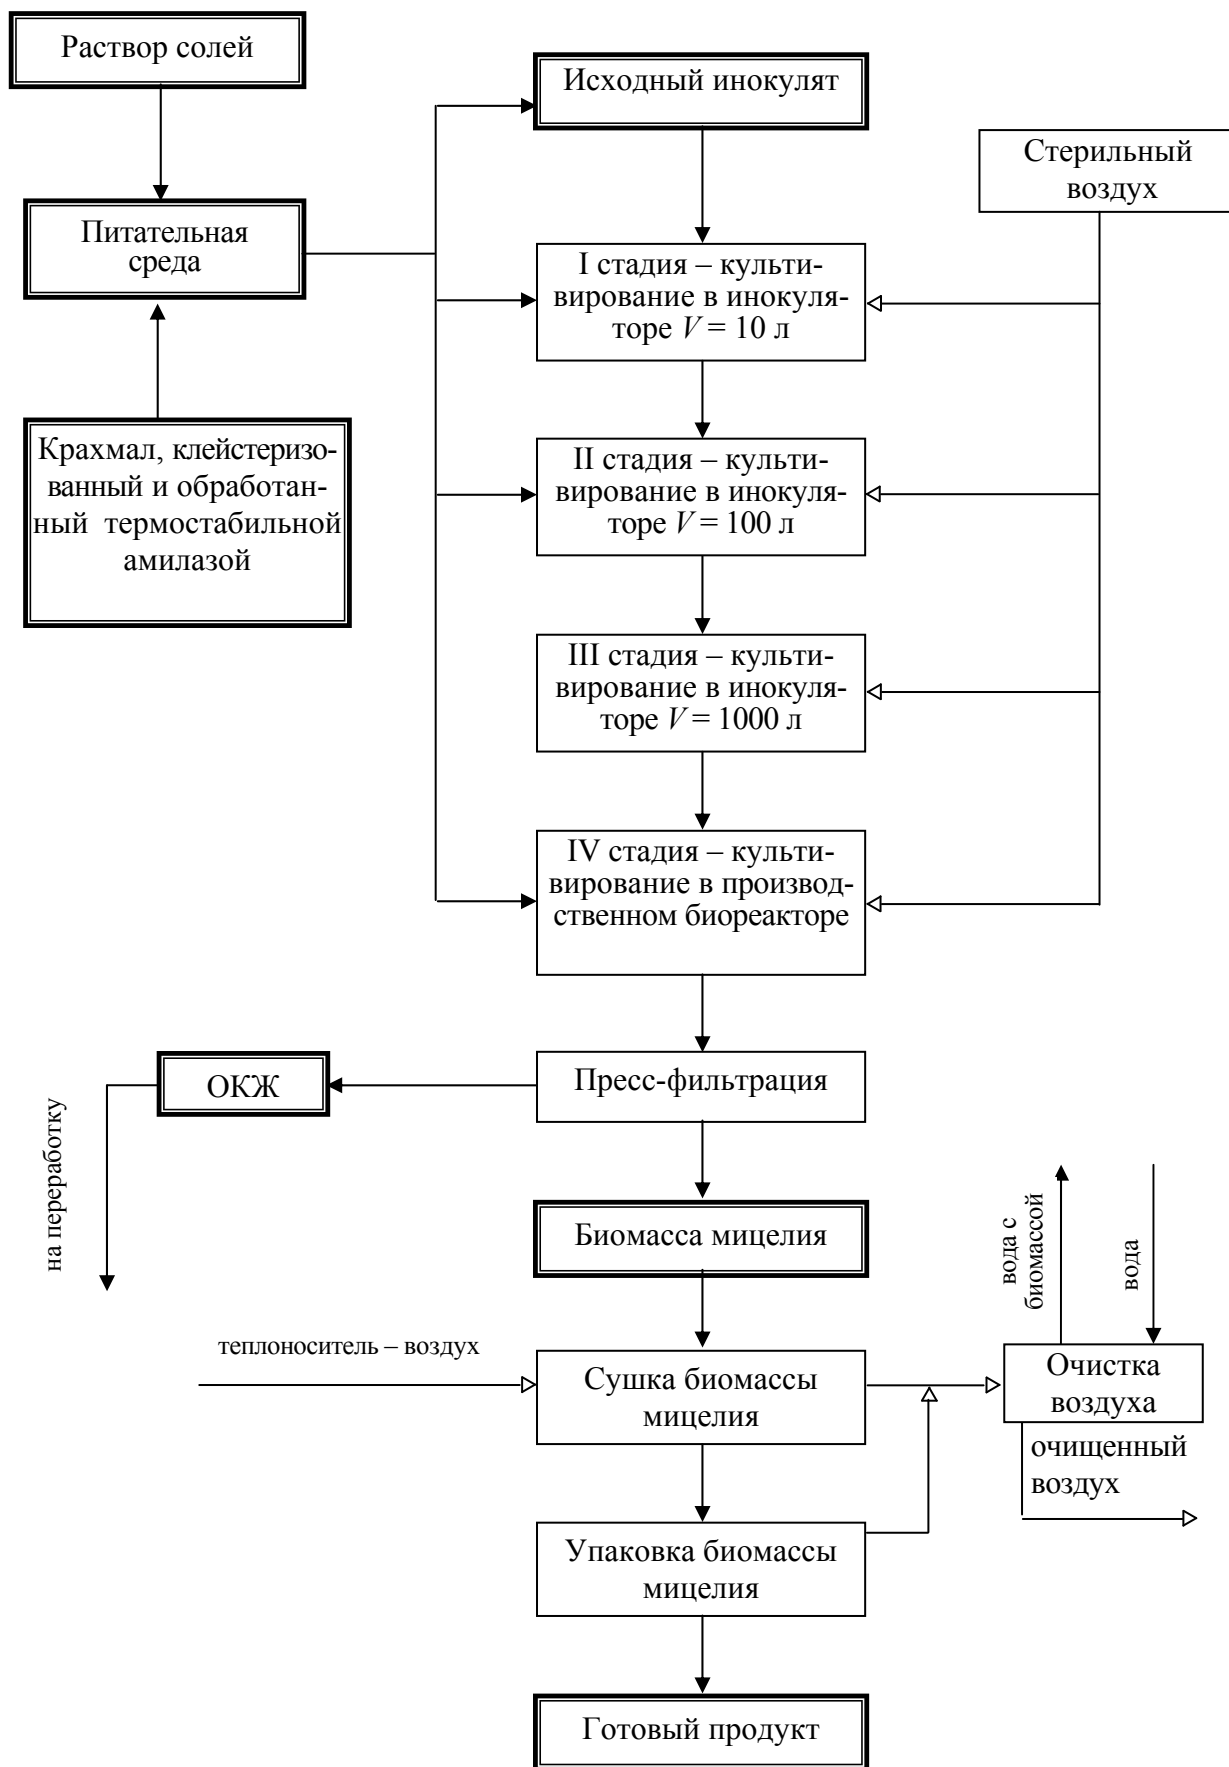 Раствор солей
Исходный инокулят
Стерильный
воздух
Питательная
среда
I стадия – культи-
вирование в инокуля-
торе V = 10 л
Крахмал, клейстеризо-
ванный и обработан-
ный термостабильной
амилазой
II стадия – культи-
вирование в инокуля-
торе V = 100 л
III стадия – культи-
вирование в инокуля-
торе V = 1000 л
IV стадия – культи-
вирование в производ-
ственном биореакторе
ОКЖ
Пресс-фильтрация
на переработку
Биомасса мицелия
вода с
биомассой
вода
теплоноситель – воздух
Сушка биомассы
мицелия
Очистка
воздуха
очищенный
воздух
Упаковка биомассы
мицелия
Готовый продукт